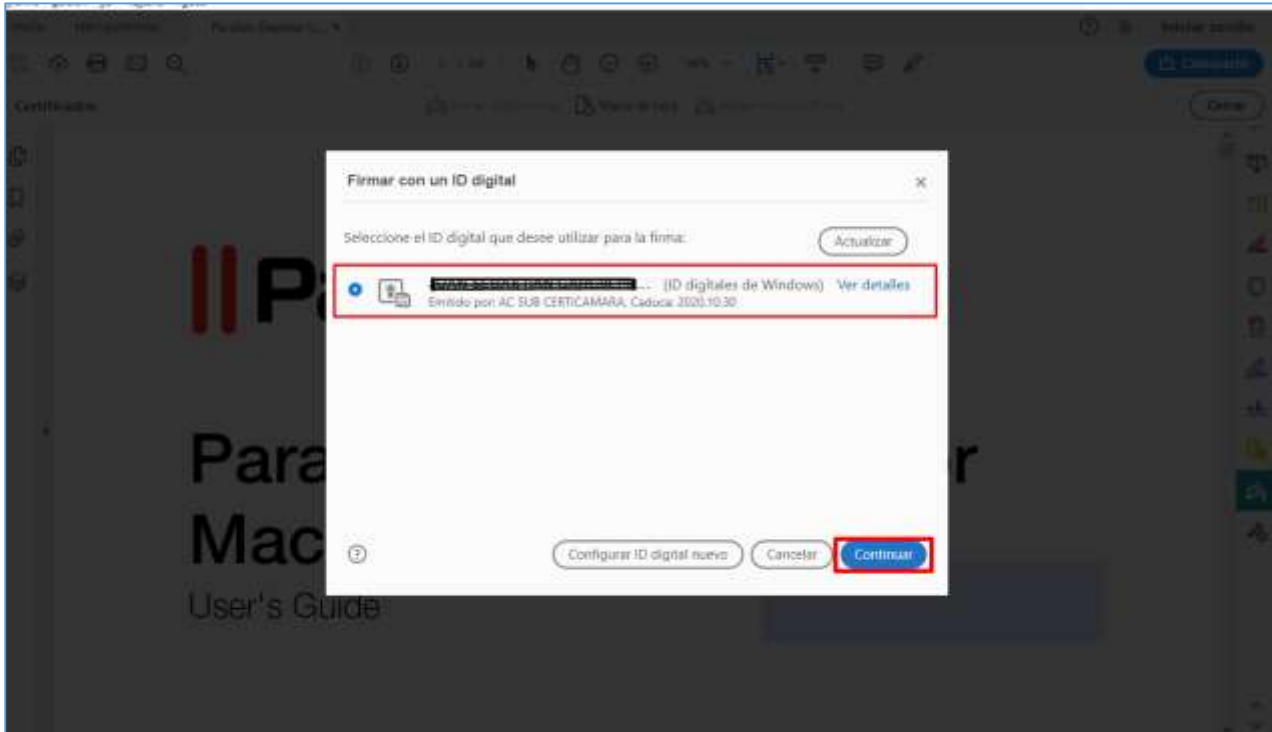 Certificados
Cerrar
Firmar con un ID digital
Seleccione el ID digital que desee utilizar para la firma:
Actualizar
... (ID digitales de Windows) Ver detalles
Emitido por: AC SUB CERTICAMARA, Caduca: 2020.10.30
Para
r
Mac
User's Guide
Configurar ID digital nuevo
Cancelar
Continuar